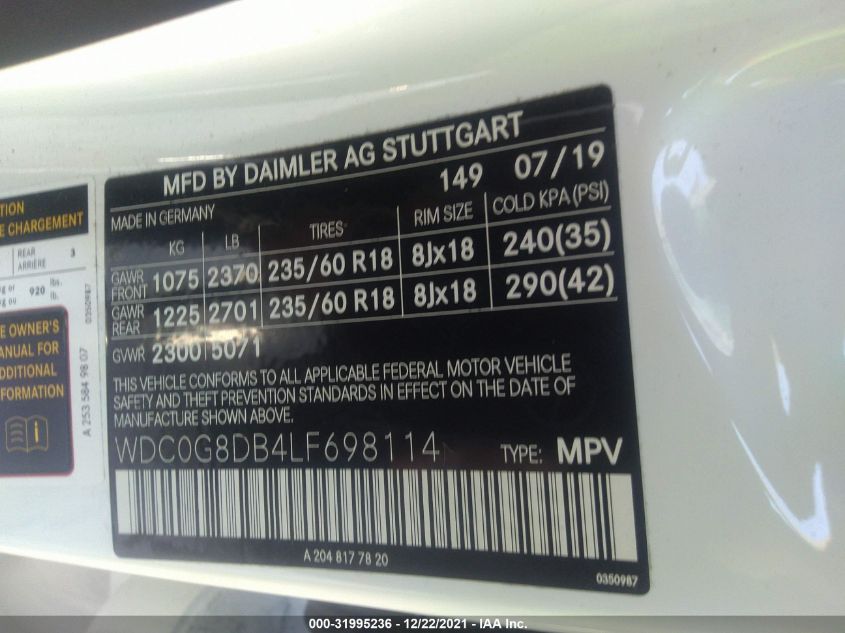 MFD BY DAIMLER AG STUTTGART
149 07/19
MADE IN GERMANY
KG LB TIRES RIM SIZE COLD KPA (PSI)
GAWR FRONT 1075 2370 235/60 R18 8Jx18 240(35)
GAWR REAR 1225 2701 235/60 R18 8Jx18 290(42)
GVWR 2300 5071
THIS VEHICLE CONFORMS TO ALL APPLICABLE FEDERAL MOTOR VEHICLE
SAFETY AND THEFT PREVENTION STANDARDS IN EFFECT ON THE DATE OF
MANUFACTURE SHOWN ABOVE.
WDC0G8DB4LF698114 TYPE: MPV
A 204 817 78 20
0350987
CHARGEMENT
REAR 3
ARRIÈRE
920 lbs.
lb.
0350987
OWNER'S
FOR
A 253 584 98 07
000-31995236 - 12/22/2021 - IAA Inc.